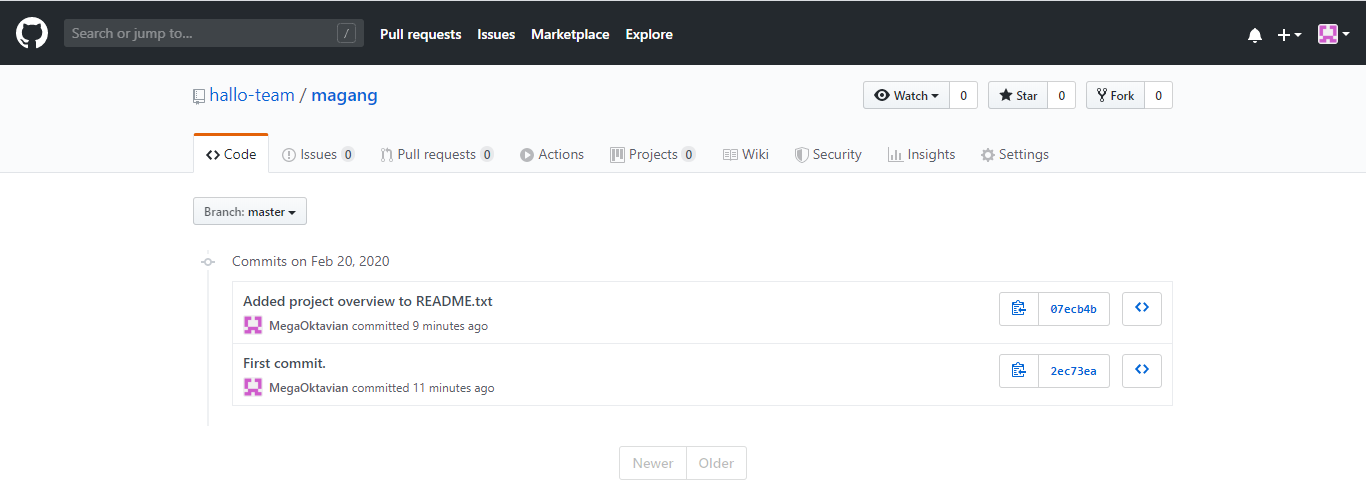 Search or jump to... / Pull requests Issues Marketplace Explore
hallo-team / magang Watch 0 Star 0 Fork 0
Code Issues 0 Pull requests 0 Actions Projects 0 Wiki Security Insights Settings
Branch: master
Commits on Feb 20, 2020
Added project overview to README.txt
MegaOktavian committed 9 minutes ago
07ecb4b
First commit.
MegaOktavian committed 11 minutes ago
2ec73ea
Newer Older